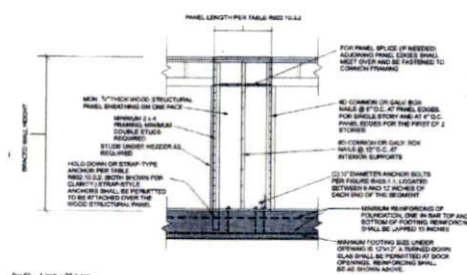 PANEL LENGTH PER TABLE R602.10.3.2
FOR PANEL SPLICE (IF NEEDED)
ADJOINING PANEL EDGES SHALL
MEET OVER AND BE FASTENED TO
COMMON FRAMING
BRACED WALL HEIGHT
MIN. 3/8" THICK WOOD STRUCTURAL
PANEL SHEATHING ON ONE FACE
MINIMUM 2 x 4
FRAMING, MINIMUM
DOUBLE STUDS
REQUIRED
STUDS UNDER HEADER AS
REQUIRED
HOLD-DOWN OR STRAP-TYPE
ANCHOR PER TABLE
R602.10.3.2. (BOTH SHOWN FOR
CLARITY.) STRAP-STYLE
ANCHORS SHALL BE PERMITTED
TO BE ATTACHED OVER THE
WOOD STRUCTURAL PANEL
8D COMMON OR GALV. BOX
NAILS @ 6" O.C. AT PANEL EDGES
FOR SINGLE STORY AND AT 4" O.C.
PANEL EDGES FOR THE FIRST OF 2
STORIES
8D COMMON OR GALV. BOX
NAILS @ 12" O.C. AT
INTERIOR SUPPORTS
(2) 1/2" DIAMETER ANCHOR BOLTS
PER FIGURE R403.1.1, LOCATED
BETWEEN 6 AND 12 INCHES OF
EACH END OF THE SEGMENT
MINIMUM REINFORCING OF
FOUNDATION, ONE #4 BAR TOP AND
BOTTOM OF FOOTING. REINFORCING
SHALL BE LAPPED 15 INCHES
MINIMUM FOOTING SIZE UNDER
OPENING IS 12"x12". A TURNED-DOWN
SLAB SHALL BE PERMITTED AT DOOR
OPENINGS. REINFORCING SHALL
BE AS SHOWN ABOVE.